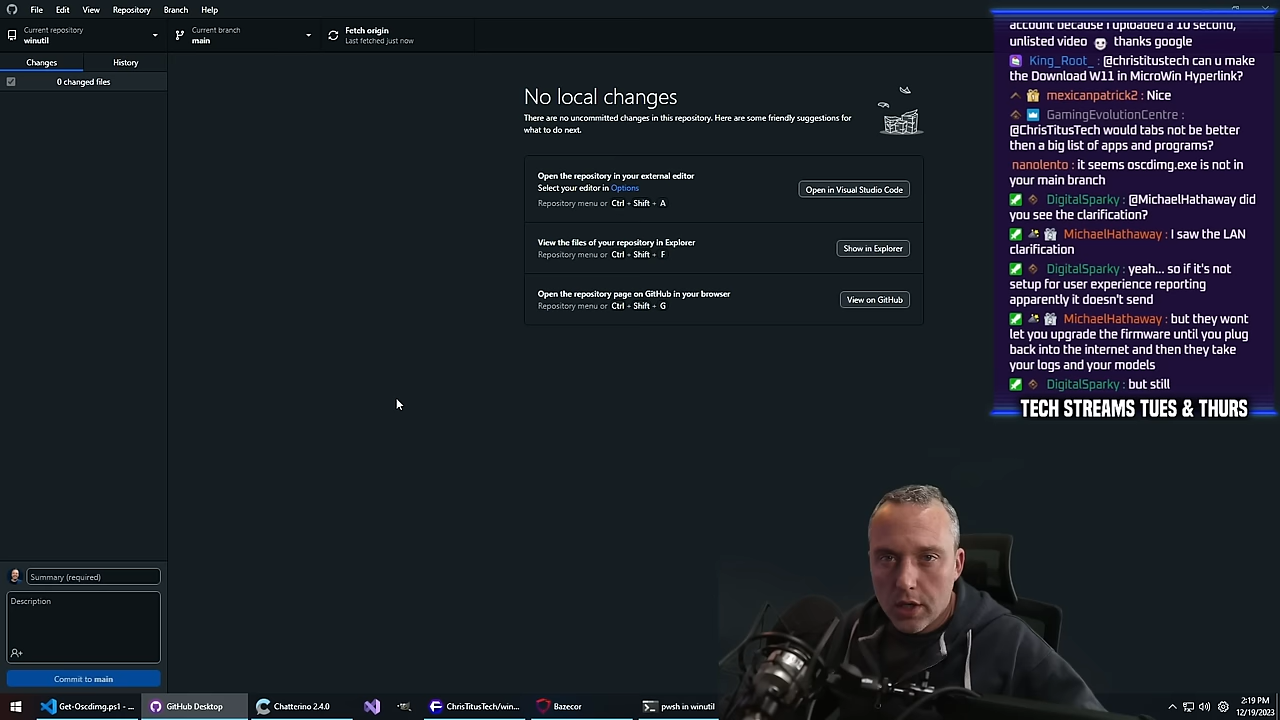 File Edit View Repository Branch Help
Current repository
winutil
Current branch
main
Fetch origin
Last fetched just now
Changes
History
0 changed files
No local changes
There are no uncommitted changes in this repository. Here are some friendly suggestions for
what to do next.
Open the repository in your external editor
Select your editor in Options
Repository menu or Ctrl + Shift + A
Open in Visual Studio Code
View the files of your repository in Explorer
Repository menu or Ctrl + Shift + F
Show in Explorer
Open the repository page on GitHub in your browser
Repository menu or Ctrl + Shift + G
View on GitHub
account because I uploaded a 10 second,
unlisted video thanks google
King_Root_ : @christitustech can u make
the Download W11 in MicroWin Hyperlink?
mexicanpatrick2 : Nice
GamingEvolutionCentre :
@ChrisTitusTech would tabs not be better
then a big list of apps and programs?
nanolento : it seems oscdimg.exe is not in
your main branch
DigitalSparky : @MichaelHathaway did
you see the clarification?
MichaelHathaway : I saw the LAN
clarification
DigitalSparky : yeah... so if it's not
setup for user experience reporting
apparently it doesn't send
MichaelHathaway : but they wont
let you upgrade the firmware until you plug
back into the internet and then they take
your logs and your models
DigitalSparky : but still
TECH STREAMS TUES & THURS
Summary (required)
Description
Commit to main
Get-Oscdimg.ps1 - ...
GitHub Desktop
Chatterino 2.4.0
ChrisTitusTech/win...
Bazecor
pwsh in winutil
2:19 PM
12/19/2023